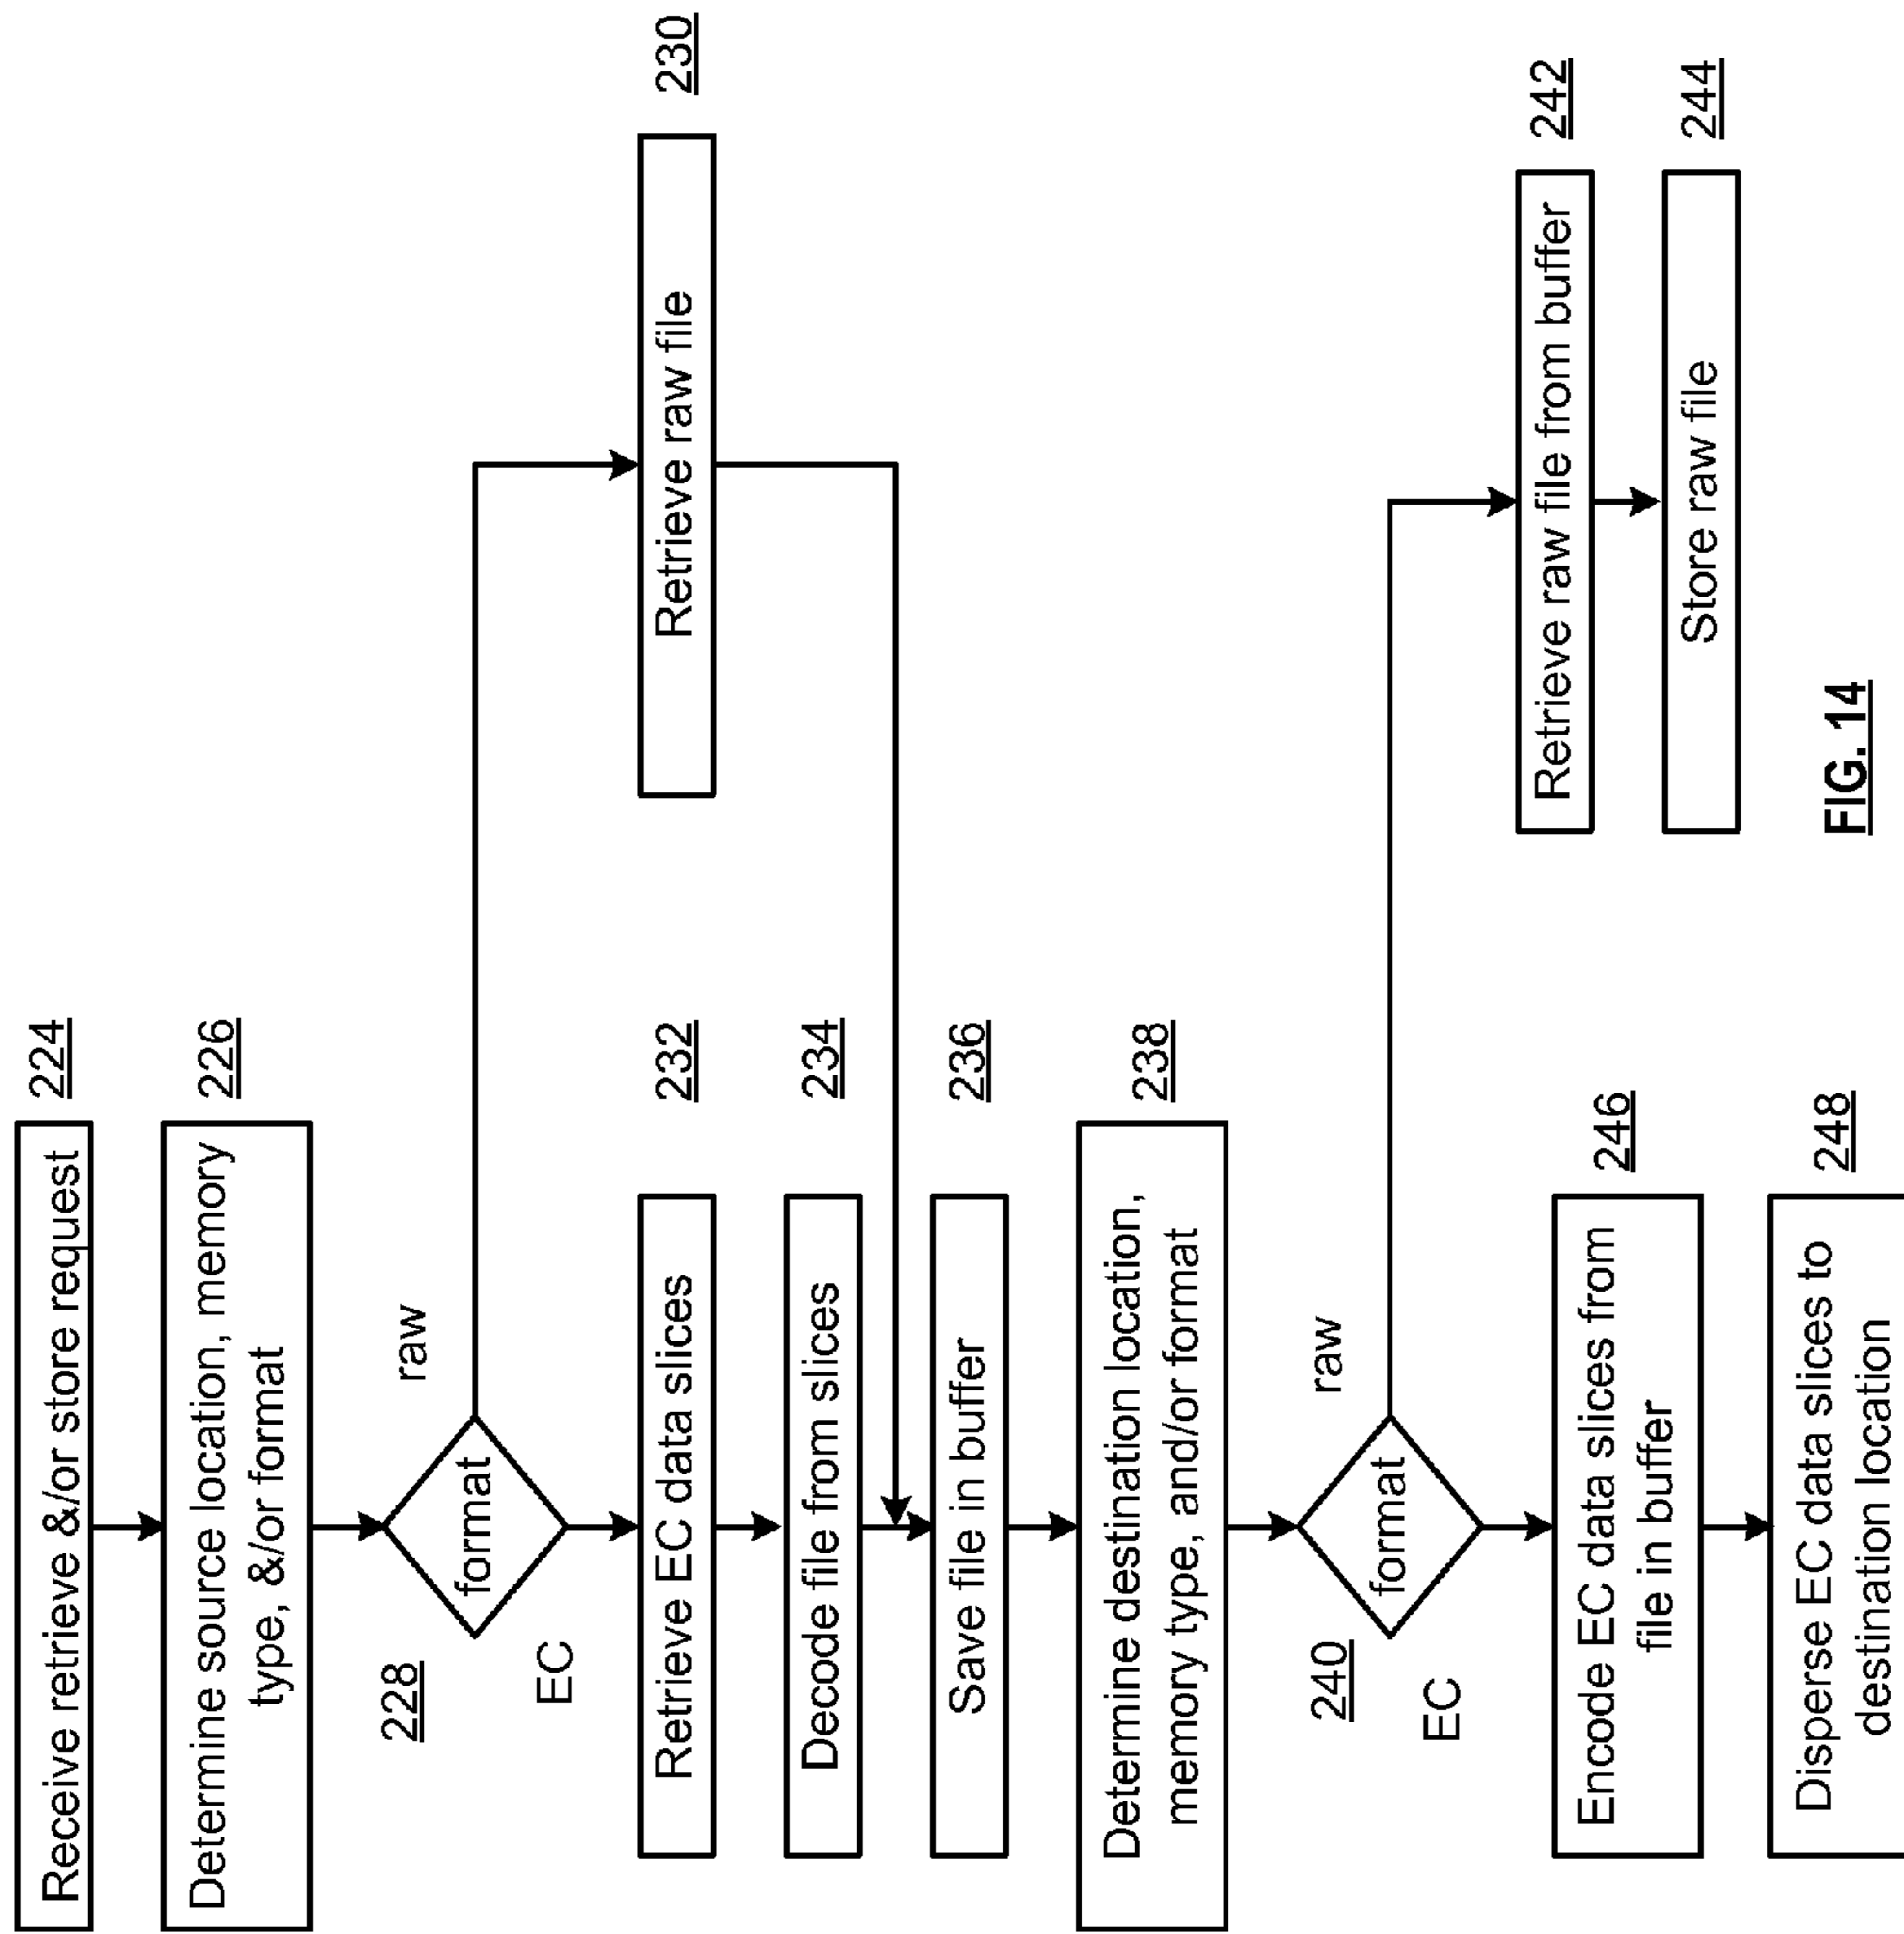 Receive retrieve &/or store request
224
Determine source location, memory
type, &/or format
226
228
format
raw
EC
Retrieve raw file
230
Retrieve EC data slices
232
Decode file from slices
234
Save file in buffer
236
Determine destination location,
memory type, and/or format
238
240
format
raw
EC
Retrieve raw file from buffer
242
Store raw file
244
Encode EC data slices from
file in buffer
246
Disperse EC data slices to
destination location
248
FIG. 14